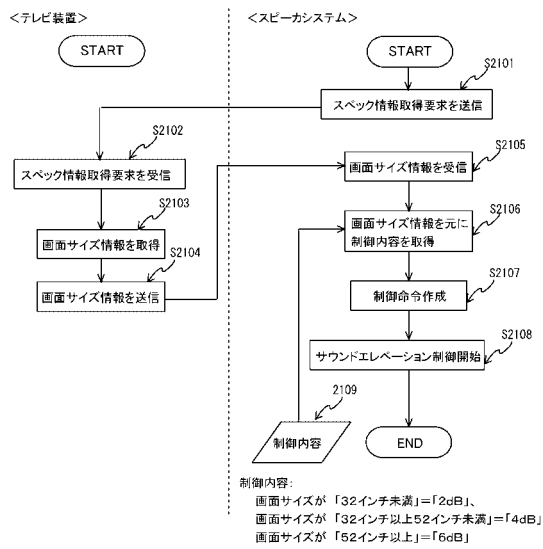 ＜テレビ装置＞
START
S2102
スペック情報取得要求を受信
S2103
画面サイズ情報を取得
S2104
画面サイズ情報を送信
＜スピーカシステム＞
START
S2101
スペック情報取得要求を送信
S2105
画面サイズ情報を受信
S2106
画面サイズ情報を元に
制御内容を取得
S2107
制御命令作成
S2108
サウンドエレベーション制御開始
2109
制御内容
END
制御内容:
画面サイズが 「32インチ未満」=「2dB」、
画面サイズが 「32インチ以上52インチ未満」=「4dB」
画面サイズが 「52インチ以上」=「6dB」